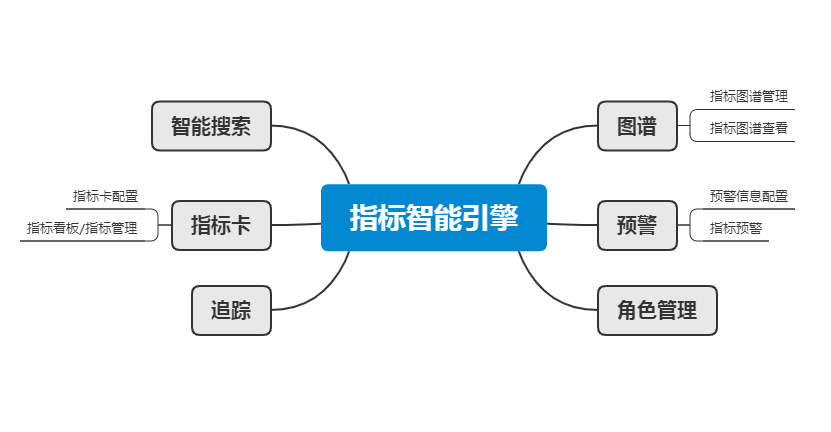 指标智能引擎
智能搜索
指标卡
指标卡配置
指标看板/指标管理
追踪
图谱
指标图谱管理
指标图谱查看
预警
预警信息配置
指标预警
角色管理